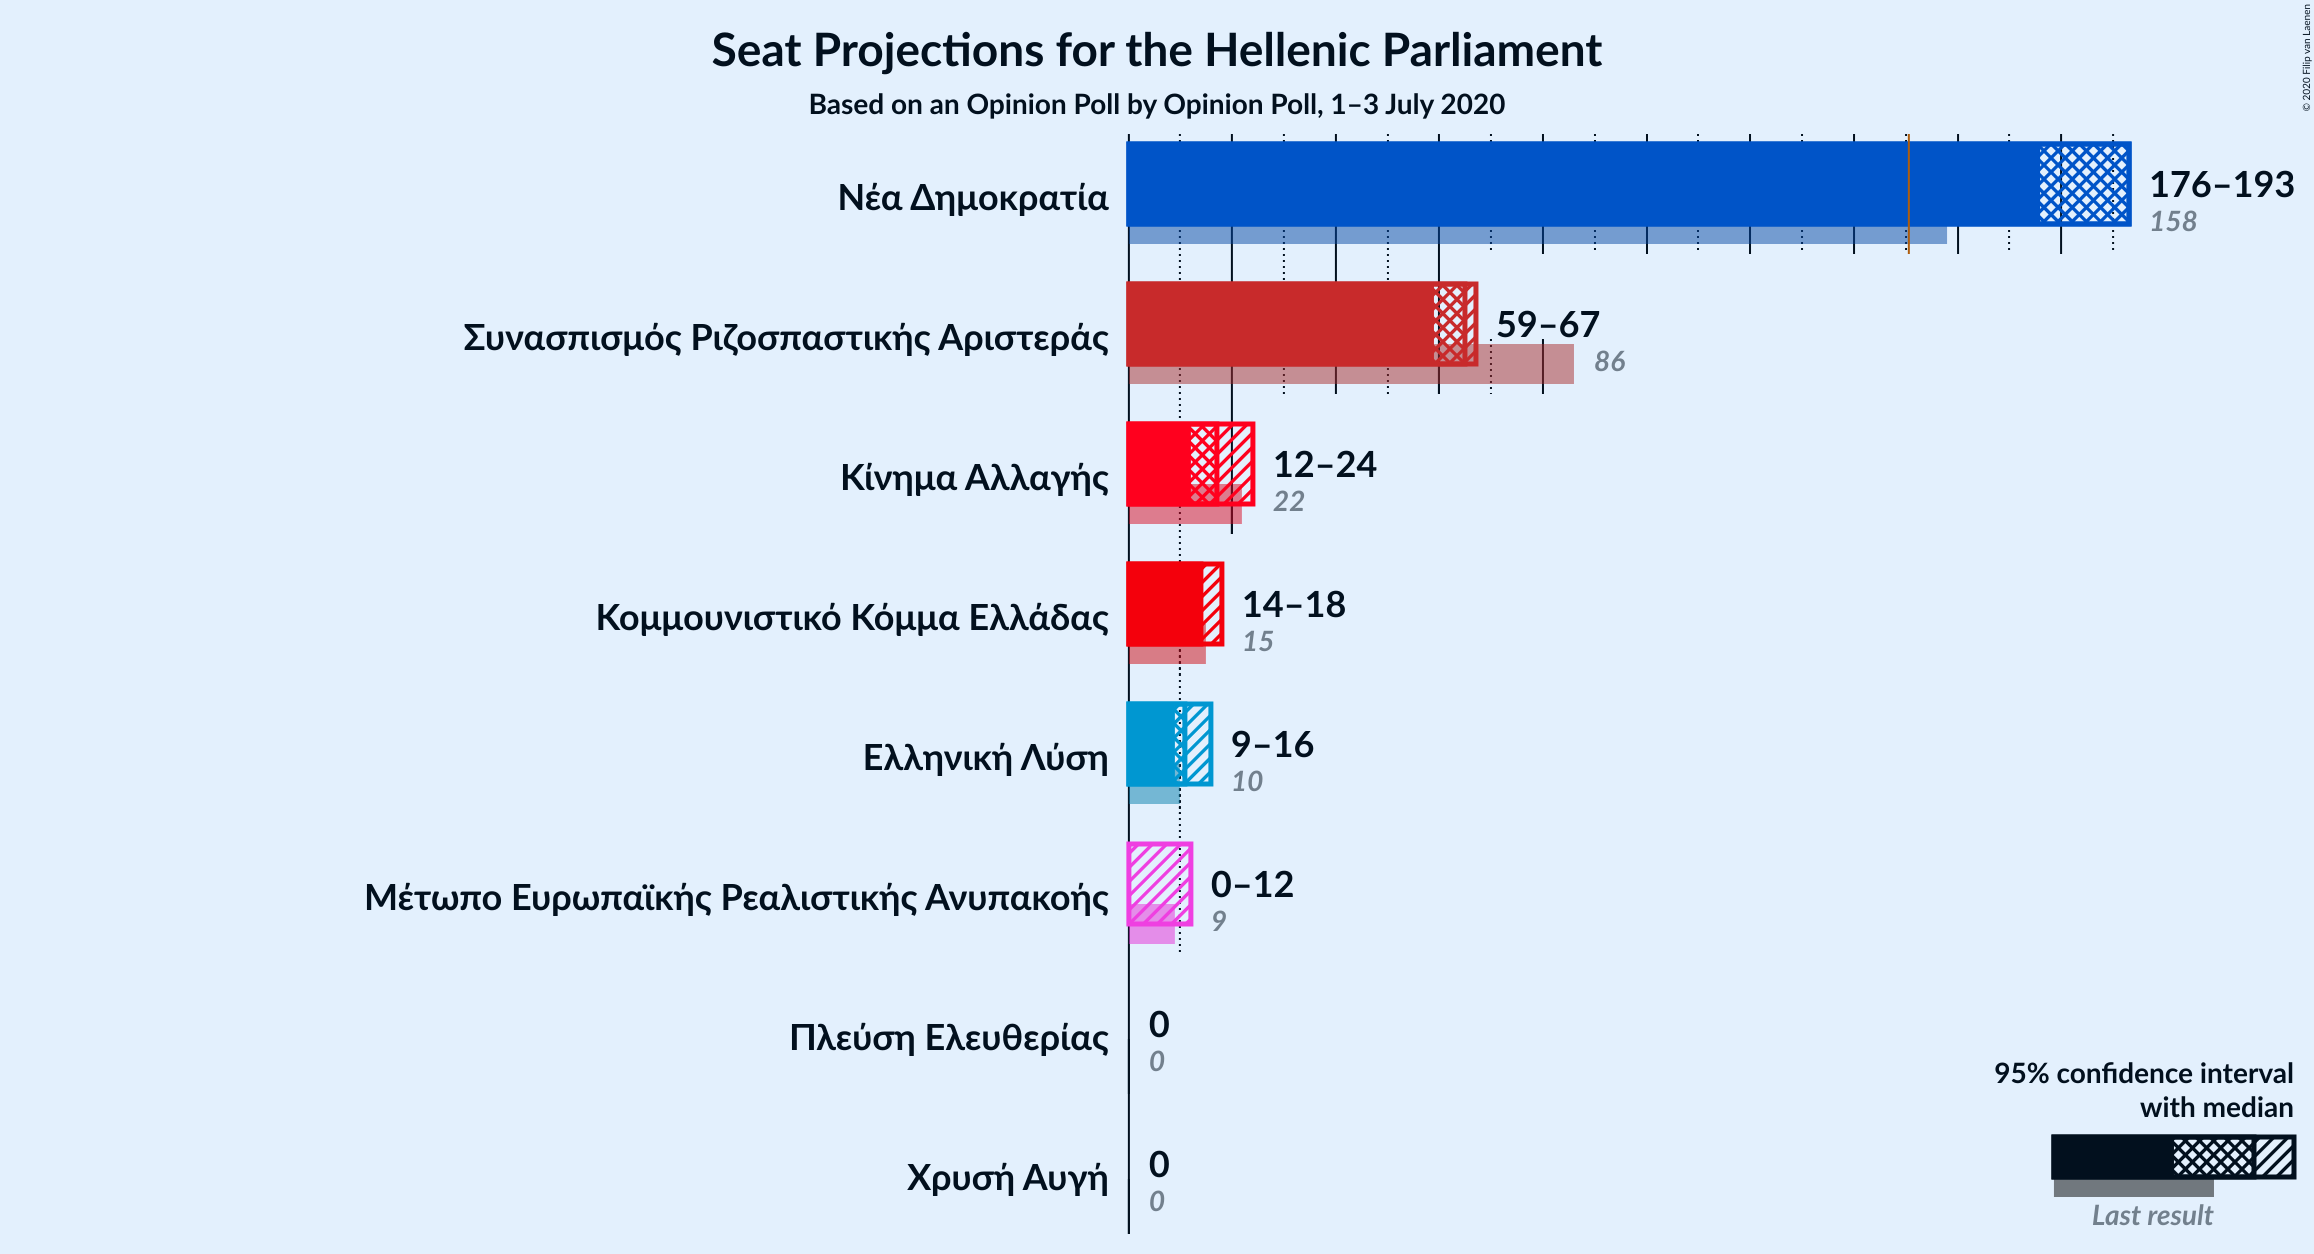 Seat Projections for the Hellenic Parliament
Based on an Opinion Poll by Opinion Poll, 1–3 July 2020
© 2020 Filip van Laenen
Νέα Δημοκρατία
176–193
158
Συνασπισμός Ριζοσπαστικής Αριστεράς
59–67
86
Κίνημα Αλλαγής
12–24
22
Κομμουνιστικό Κόμμα Ελλάδας
14–18
15
Ελληνική Λύση
9–16
10
Μέτωπο Ευρωπαϊκής Ρεαλιστικής Ανυπακοής
0–12
9
Πλεύση Ελευθερίας
0
0
Χρυσή Αυγή
0
0
95% confidence interval
with median
Last result